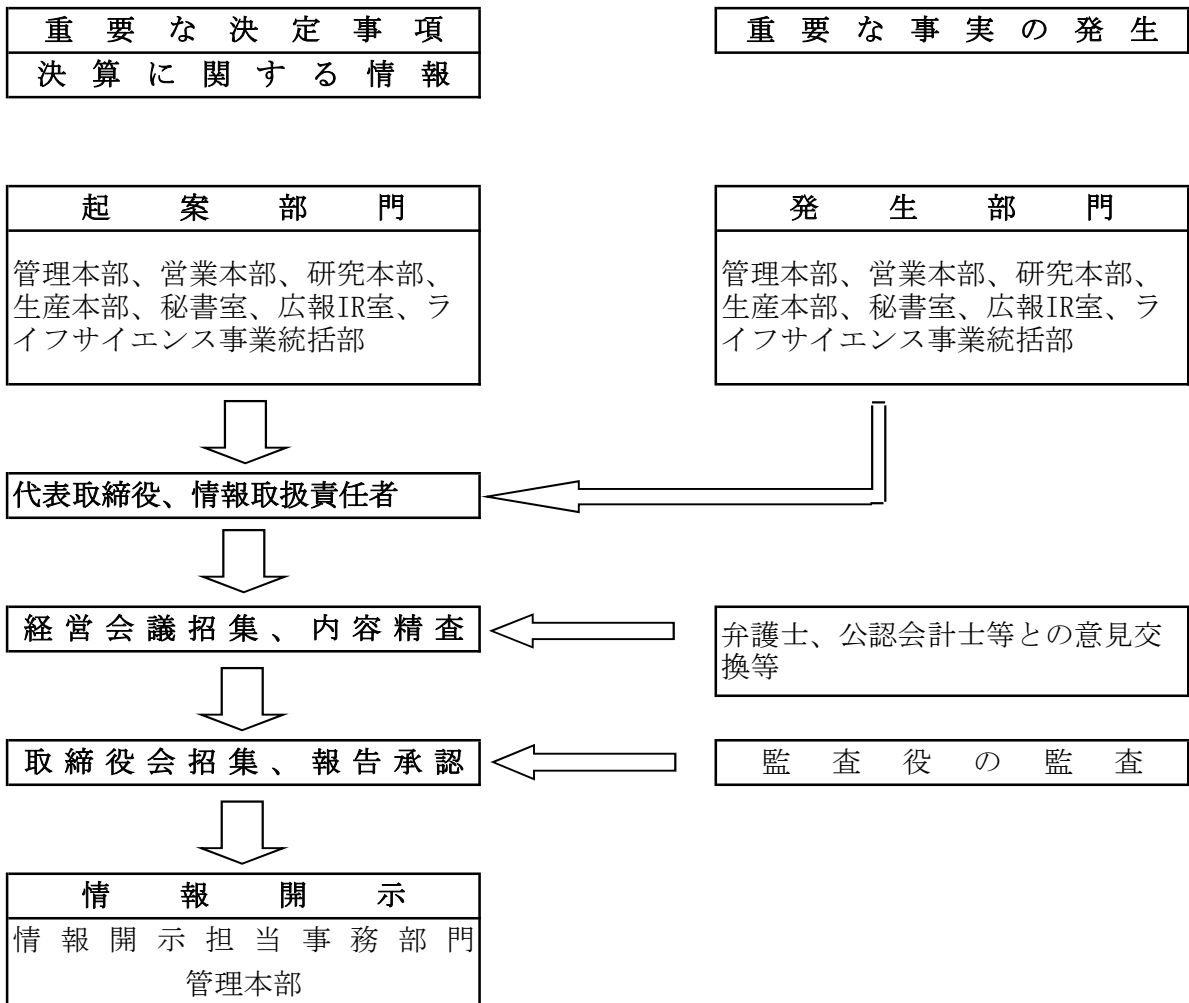 重要な決定事項
決算に関する情報
重要な事実の発生
起案部門
管理本部、営業本部、研究本部、
生産本部、秘書室、広報IR室、ラ
イフサイエンス事業統括部
発生部門
管理本部、営業本部、研究本部、
生産本部、秘書室、広報IR室、ラ
イフサイエンス事業統括部
代表取締役、情報取扱責任者
経営会議招集、内容精査
弁護士、公認会計士等との意見交
換等
取締役会招集、報告承認
監査役の監査
情報開示
情報開示担当事務部門
管理本部